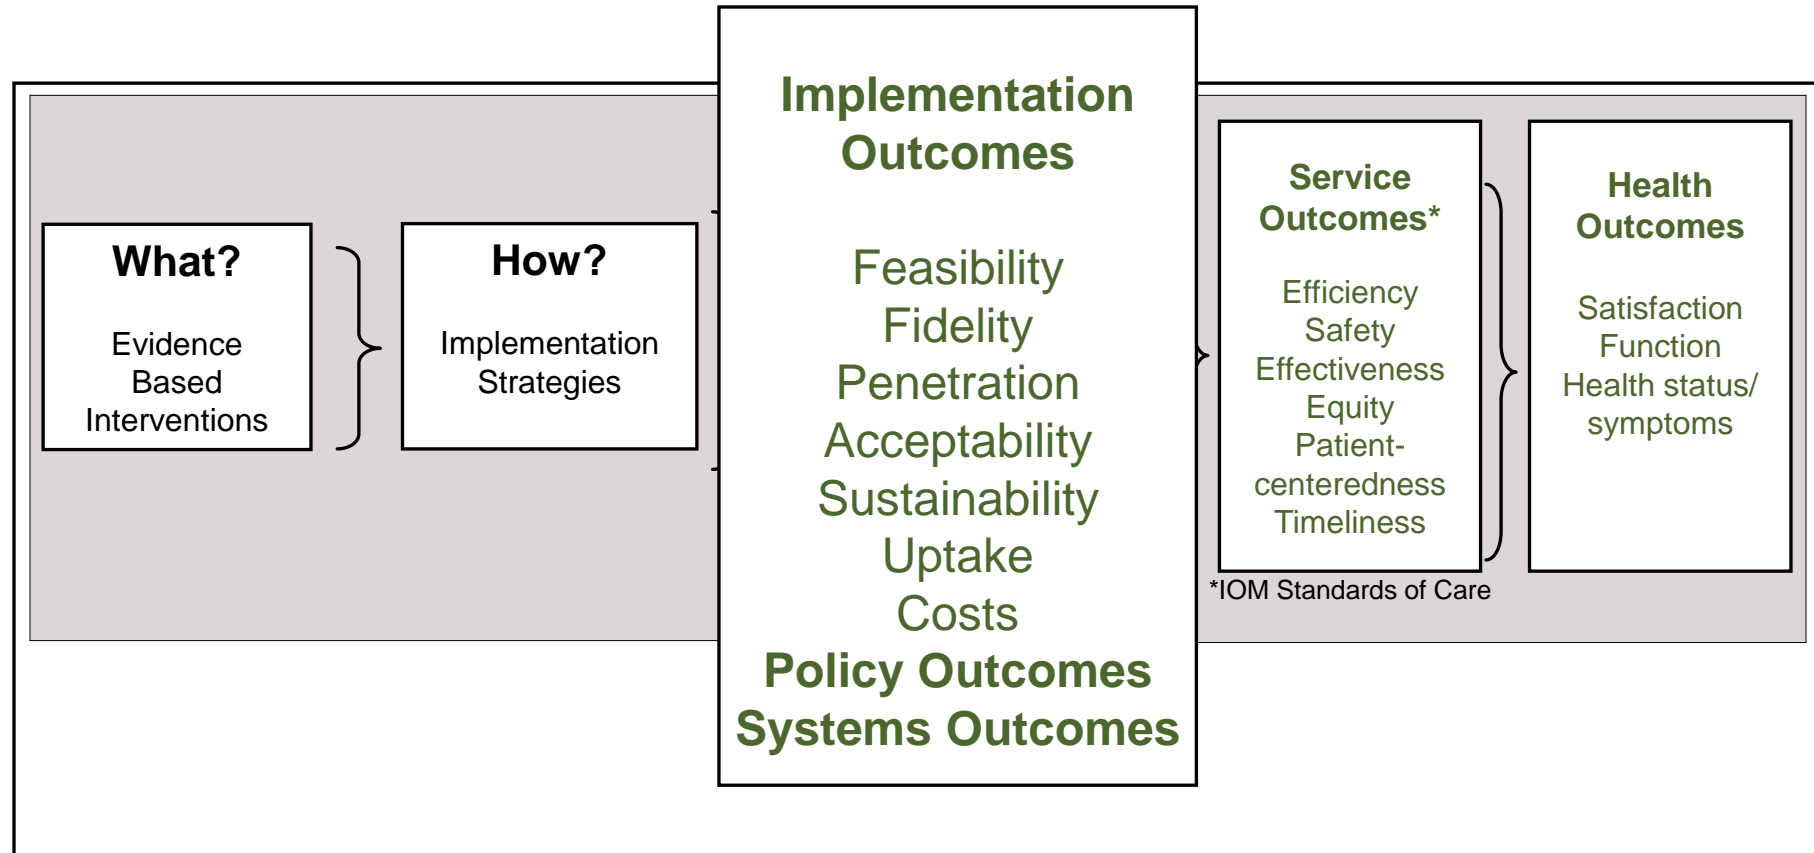 What?
Evidence
Based
Interventions
How?
Implementation
Strategies
Implementation
Outcomes
Feasibility
Fidelity
Penetration
Acceptability
Sustainability
Uptake
Costs
Policy Outcomes
Systems Outcomes
Service
Outcomes*
Efficiency
Safety
Effectiveness
Equity
Patient-
centeredness
Timeliness
*IOM Standards of Care
Health
Outcomes
Satisfaction
Function
Health status/
symptoms